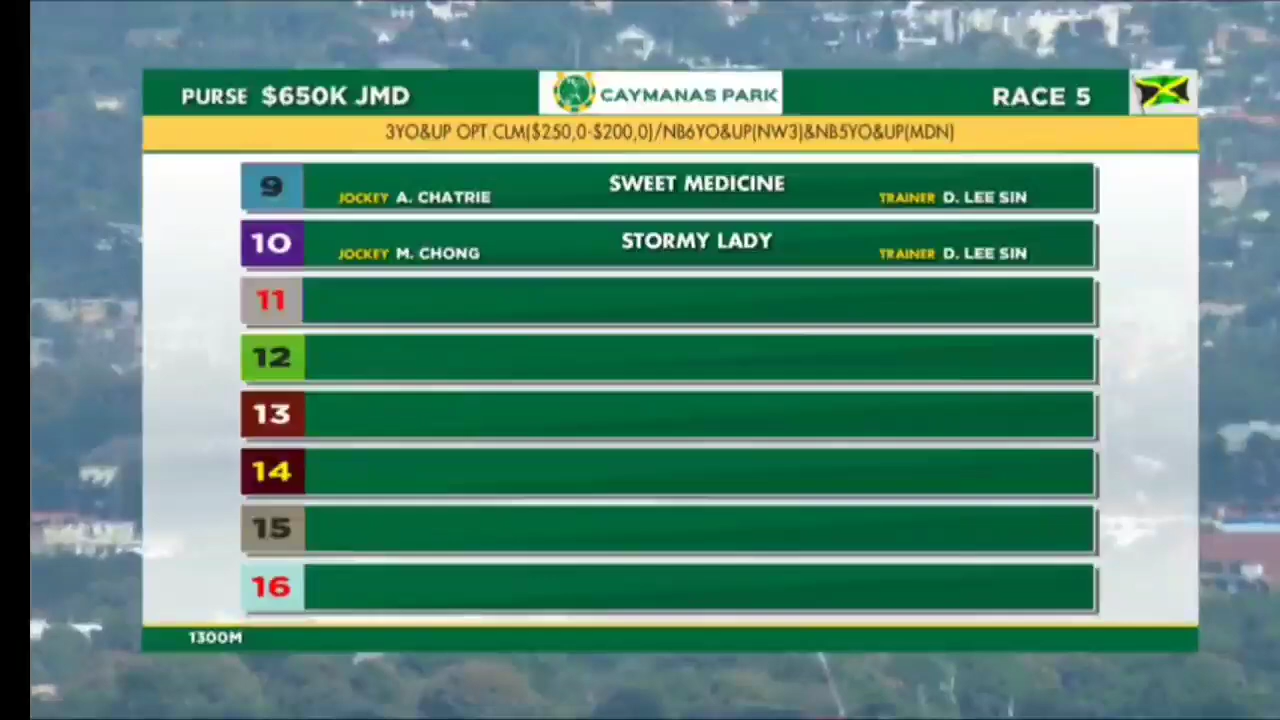 PURSE $650K JMD
CAYMANAS PARK
RACE 5
3YO&UP OPT.CLM($250,0-$200,0)/NB6YO&UP(NW3)&NB5YO&UP(MDN)
9
SWEET MEDICINE
JOCKEY A. CHATRIE
TRAINER D. LEE SIN
10
STORMY LADY
JOCKEY M. CHONG
TRAINER D. LEE SIN
11
12
13
14
15
16
1300M